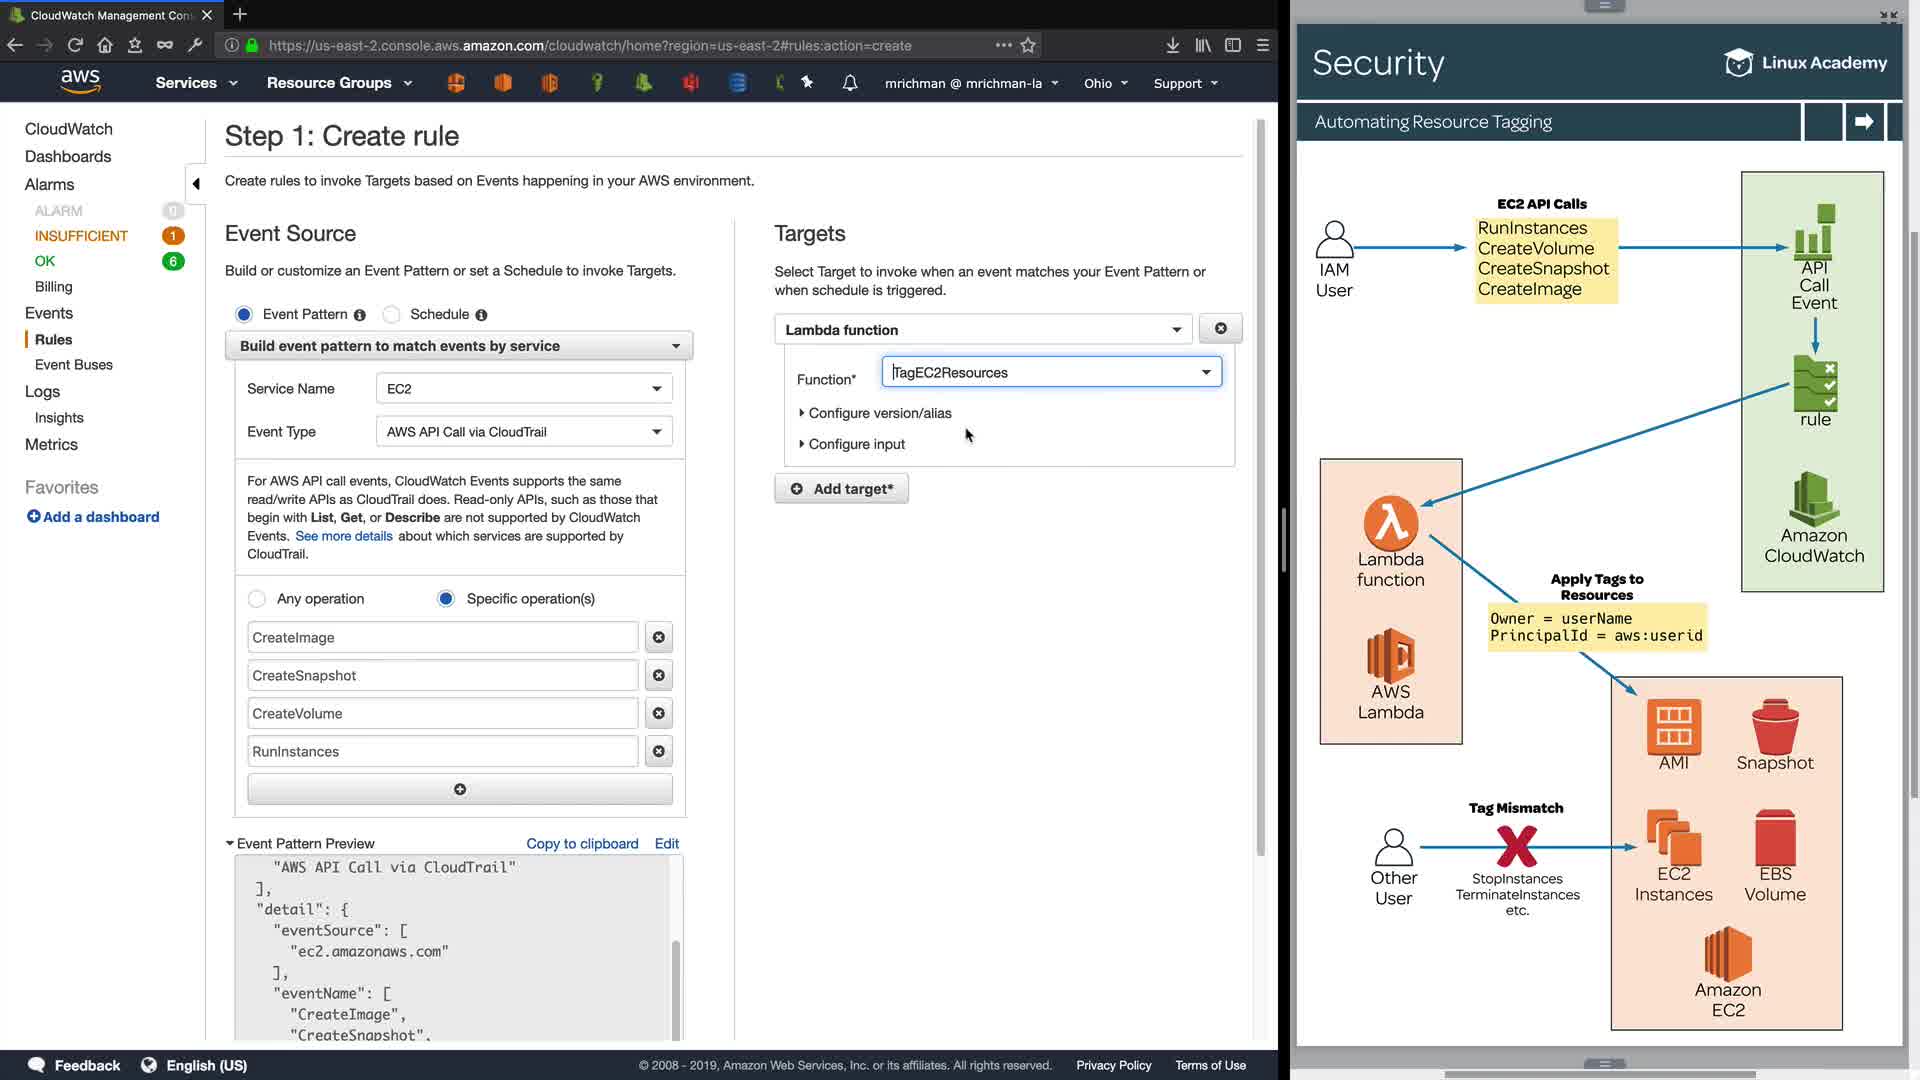 CloudWatch Management Con
https://us-east-2.console.aws.amazon.com/cloudwatch/home?region=us-east-2#rules:action=create
aws
Services
Resource Groups
mrichman @ mrichman-la
Ohio
Support
CloudWatch
Dashboards
Alarms
ALARM 0
INSUFFICIENT 1
OK 6
Billing
Events
Rules
Event Buses
Logs
Insights
Metrics
Favorites
Add a dashboard
Step 1: Create rule
Create rules to invoke Targets based on Events happening in your AWS environment.
Event Source
Build or customize an Event Pattern or set a Schedule to invoke Targets.
Event Pattern
Schedule
Build event pattern to match events by service
Service Name
EC2
Event Type
AWS API Call via CloudTrail
For AWS API call events, CloudWatch Events supports the same
read/write APIs as CloudTrail does. Read-only APIs, such as those that
begin with List, Get, or Describe are not supported by CloudWatch
Events. See more details about which services are supported by
CloudTrail.
Any operation
Specific operation(s)
CreateImage
CreateSnapshot
CreateVolume
RunInstances
Event Pattern Preview
Copy to clipboard
Edit
"AWS API Call via CloudTrail"
],
"detail": {
"eventSource": [
"ec2.amazonaws.com"
],
"eventName": [
"CreateImage",
"CreateSnapshot",
Targets
Select Target to invoke when an event matches your Event Pattern or
when schedule is triggered.
Lambda function
Function*
TagEC2Resources
Configure version/alias
Configure input
Add target*
Feedback
English (US)
© 2008 - 2019, Amazon Web Services, Inc. or its affiliates. All rights reserved.
Privacy Policy
Terms of Use
Security
Linux Academy
Automating Resource Tagging
EC2 API Calls
RunInstances
CreateVolume
CreateSnapshot
CreateImage
IAM
User
API
Call
Event
rule
Amazon
CloudWatch
Lambda
function
AWS
Lambda
Apply Tags to
Resources
Owner = userName
PrincipalId = aws:userid
AMI
Snapshot
Tag Mismatch
Other
User
StopInstances
TerminateInstances
etc.
EC2
Instances
EBS
Volume
Amazon
EC2